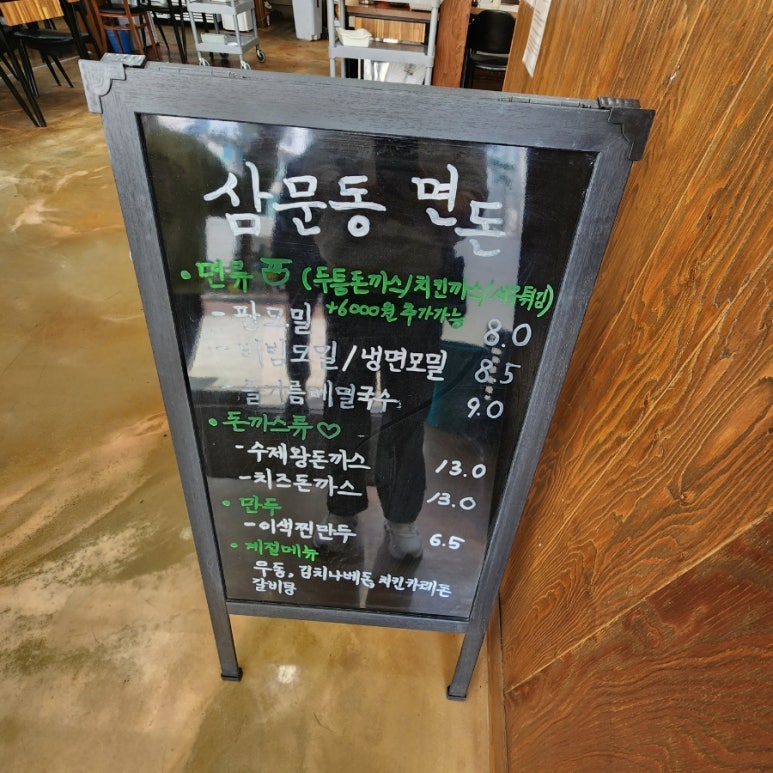 삼문동 면돈
• 면류 (두툼돈까스/치킨까스/새우튀김)
+6000원 추가가능
- 판모밀 8.0
- 비빔모밀/냉면모밀 8.5
- 들기름메밀국수 9.0
• 돈까스류 ♡
- 수제왕돈까스 13.0
- 치즈돈까스 13.0
• 만두
- 이색찐만두 6.5
• 계절메뉴
우동, 김치나베돈, 치킨카레돈
갈비탕